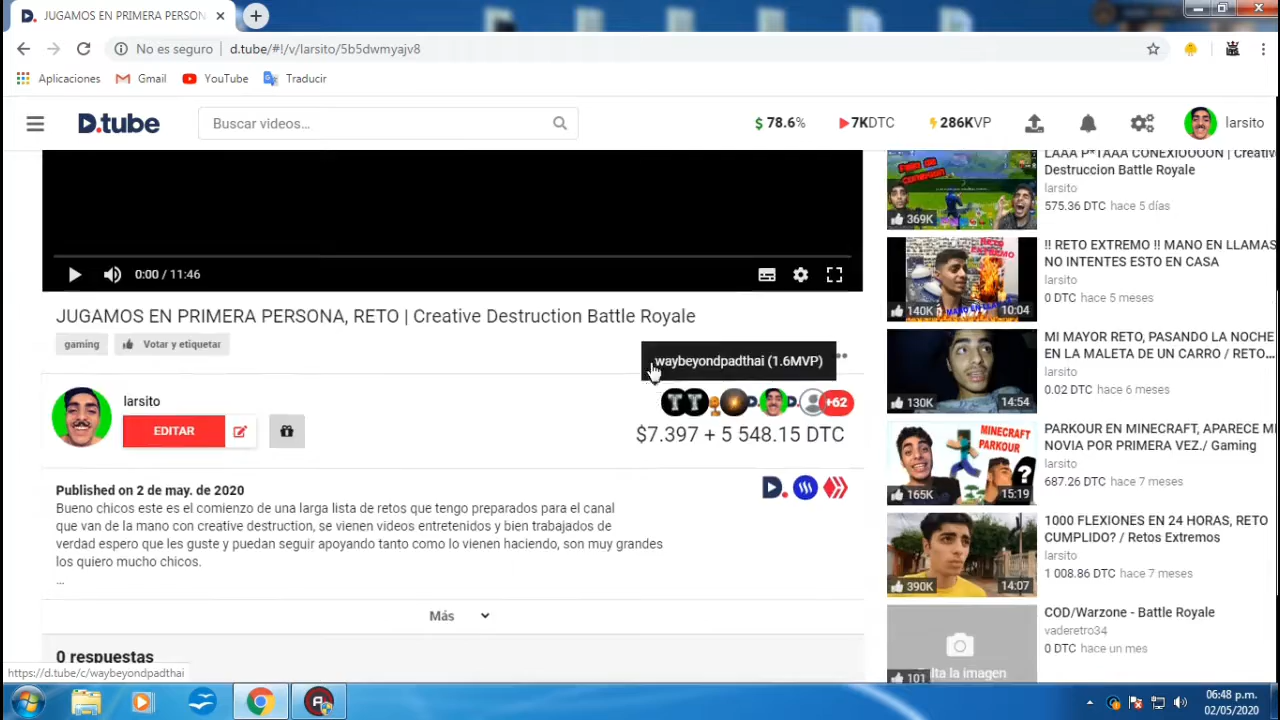 JUGAMOS EN PRIMERA PERSON
No es seguro | d.tube/#!/v/larsito/5b5dwmyajv8
Aplicaciones Gmail YouTube Traducir
D.tube Buscar videos... $ 78.6% 7KDTC 286KVP larsito
0:00 / 11:46
JUGAMOS EN PRIMERA PERSONA, RETO | Creative Destruction Battle Royale
gaming Votar y etiquetar
waybeyondpadthai (1.6MVP)
larsito
EDITAR
+62
$7.397 + 5 548.15 DTC
Published on 2 de may. de 2020
Bueno chicos este es el comienzo de una larga lista de retos que tengo preparados para el canal
que van de la mano con creative destruction, se vienen videos entretenidos y bien trabajados de
verdad espero que les guste y puedan seguir apoyando tanto como lo vienen haciendo, son muy grandes
los quiero mucho chicos.
...
Más
0 respuestas
LAAA P*TAAA CONEXIOOOON | Creativ
Destruccion Battle Royale
larsito
575.36 DTC hace 5 días
369K
!! RETO EXTREMO !! MANO EN LLAMAS
NO INTENTES ESTO EN CASA
larsito
0 DTC hace 5 meses
RETO
EXTREMO
140K 10:04
MI MAYOR RETO, PASANDO LA NOCHE
EN LA MALETA DE UN CARRO / RETO...
larsito
0.02 DTC hace 6 meses
130K 14:54
PARKOUR EN MINECRAFT, APARECE MI
NOVIA POR PRIMERA VEZ./ Gaming
larsito
687.26 DTC hace 7 meses
MINECRAFT
PARKOUR
?
165K 15:19
1000 FLEXIONES EN 24 HORAS, RETO
CUMPLIDO? / Retos Extremos
larsito
1 008.86 DTC hace 7 meses
390K 14:07
COD/Warzone - Battle Royale
vaderetro34
0 DTC hace un mes
Falta la imagen
101
https://d.tube/c/waybeyondpadthai
06:48 p.m.
02/05/2020